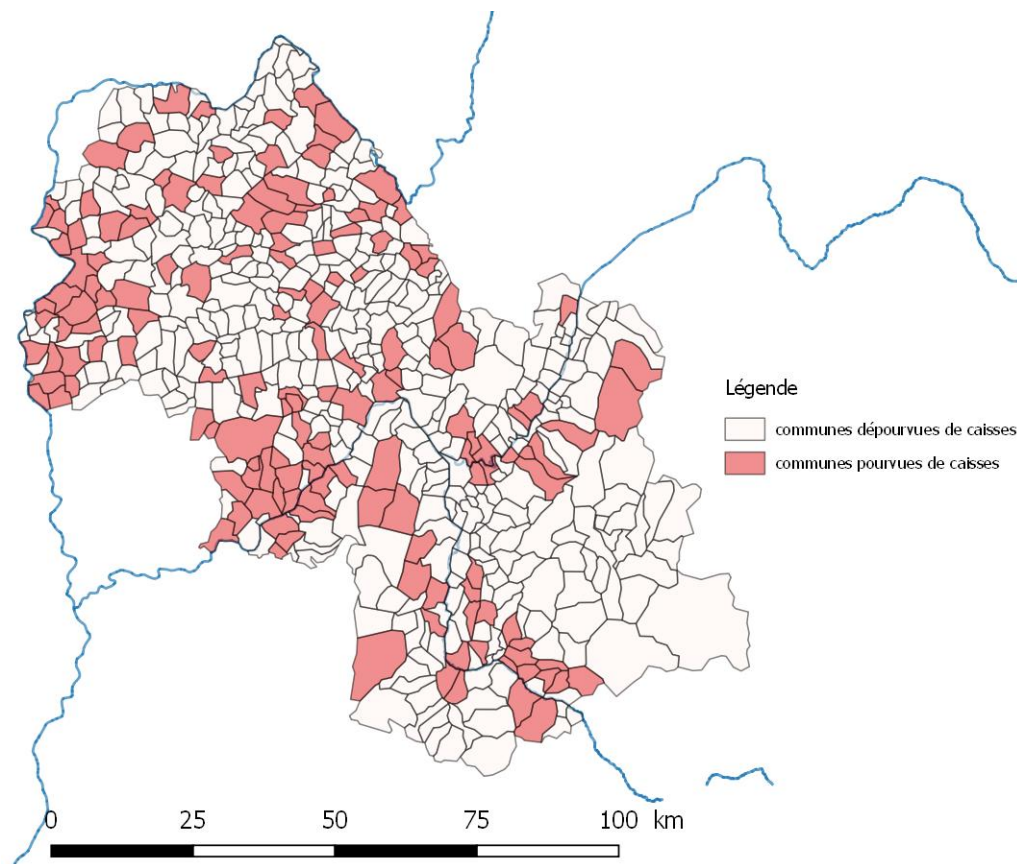 Légende
communes dépourvues de caisses
communes pourvues de caisses
0 25 50 75 100 km